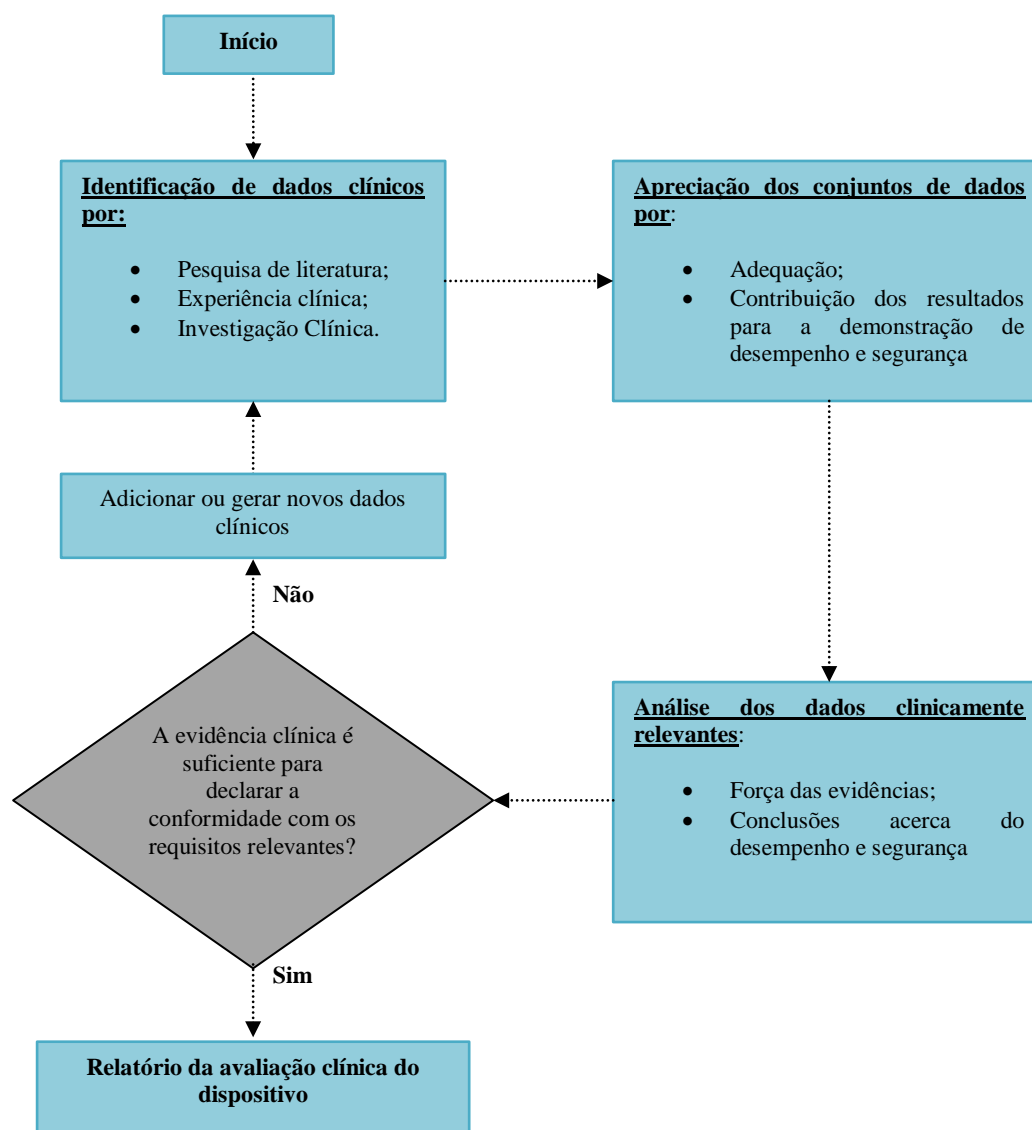 Início
Identificação de dados clínicos
por:
• Pesquisa de literatura;
• Experiência clínica;
• Investigação Clínica.
Apreciação dos conjuntos de dados
por:
• Adequação;
• Contribuição dos resultados
para a demonstração de
desempenho e segurança
Análise dos dados clinicamente
relevantes:
• Força das evidências;
• Conclusões acerca do
desempenho e segurança
A evidência clínica é
suficiente para
declarar a
conformidade com os
requisitos relevantes?
Não
Adicionar ou gerar novos dados
clínicos
Sim
Relatório da avaliação clínica do
dispositivo